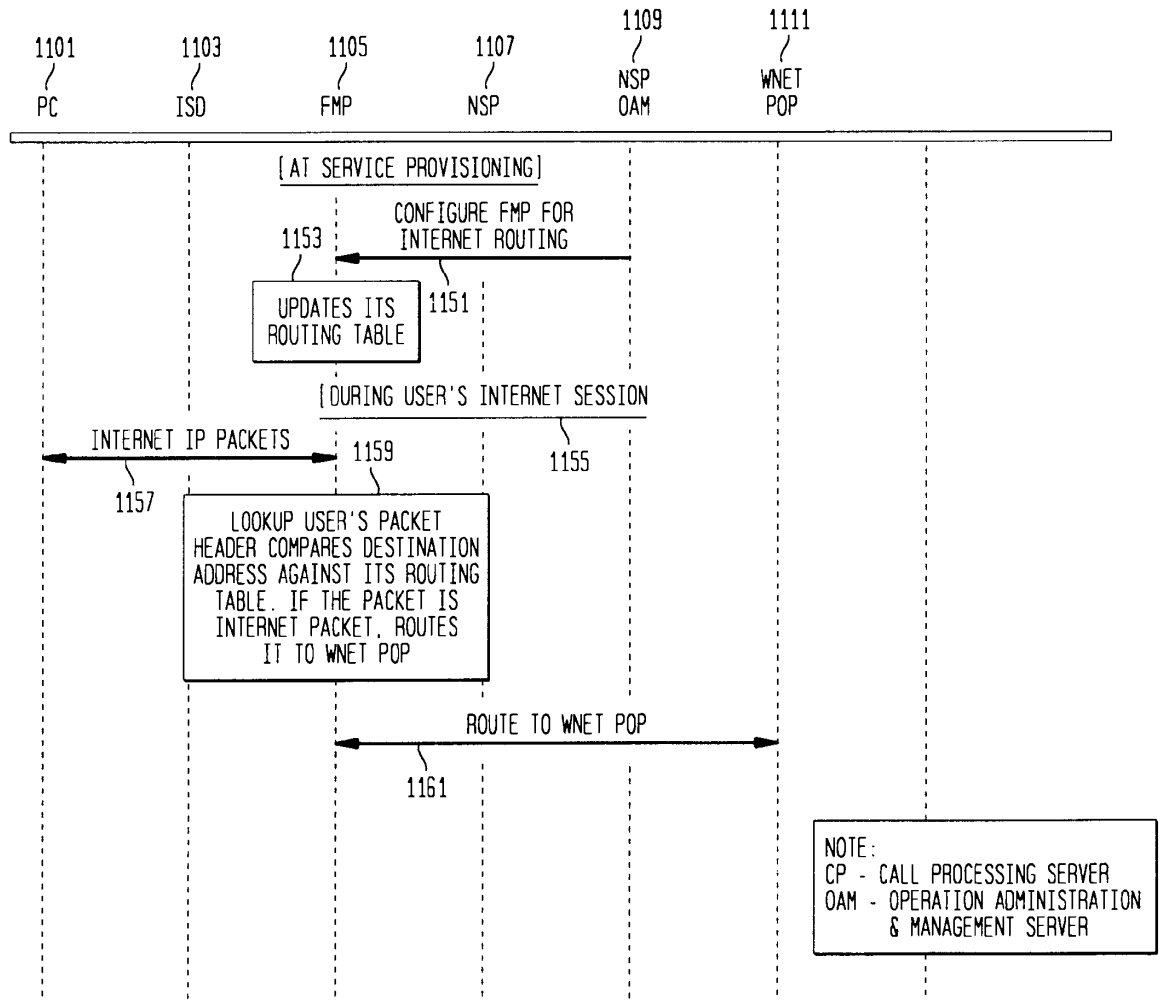 1101 1103 1105 1107 1109 1111
PC ISD FMP NSP NSP OAM WNET POP
[AT SERVICE PROVISIONING]
CONFIGURE FMP FOR
INTERNET ROUTING
1153
1151
UPDATES ITS
ROUTING TABLE
[DURING USER'S INTERNET SESSION
1155
INTERNET IP PACKETS
1157
1159
LOOKUP USER'S PACKET
HEADER COMPARES DESTINATION
ADDRESS AGAINST ITS ROUTING
TABLE. IF THE PACKET IS
INTERNET PACKET, ROUTES
IT TO WNET POP
ROUTE TO WNET POP
1161
NOTE:
CP - CALL PROCESSING SERVER
OAM - OPERATION ADMINISTRATION
& MANAGEMENT SERVER